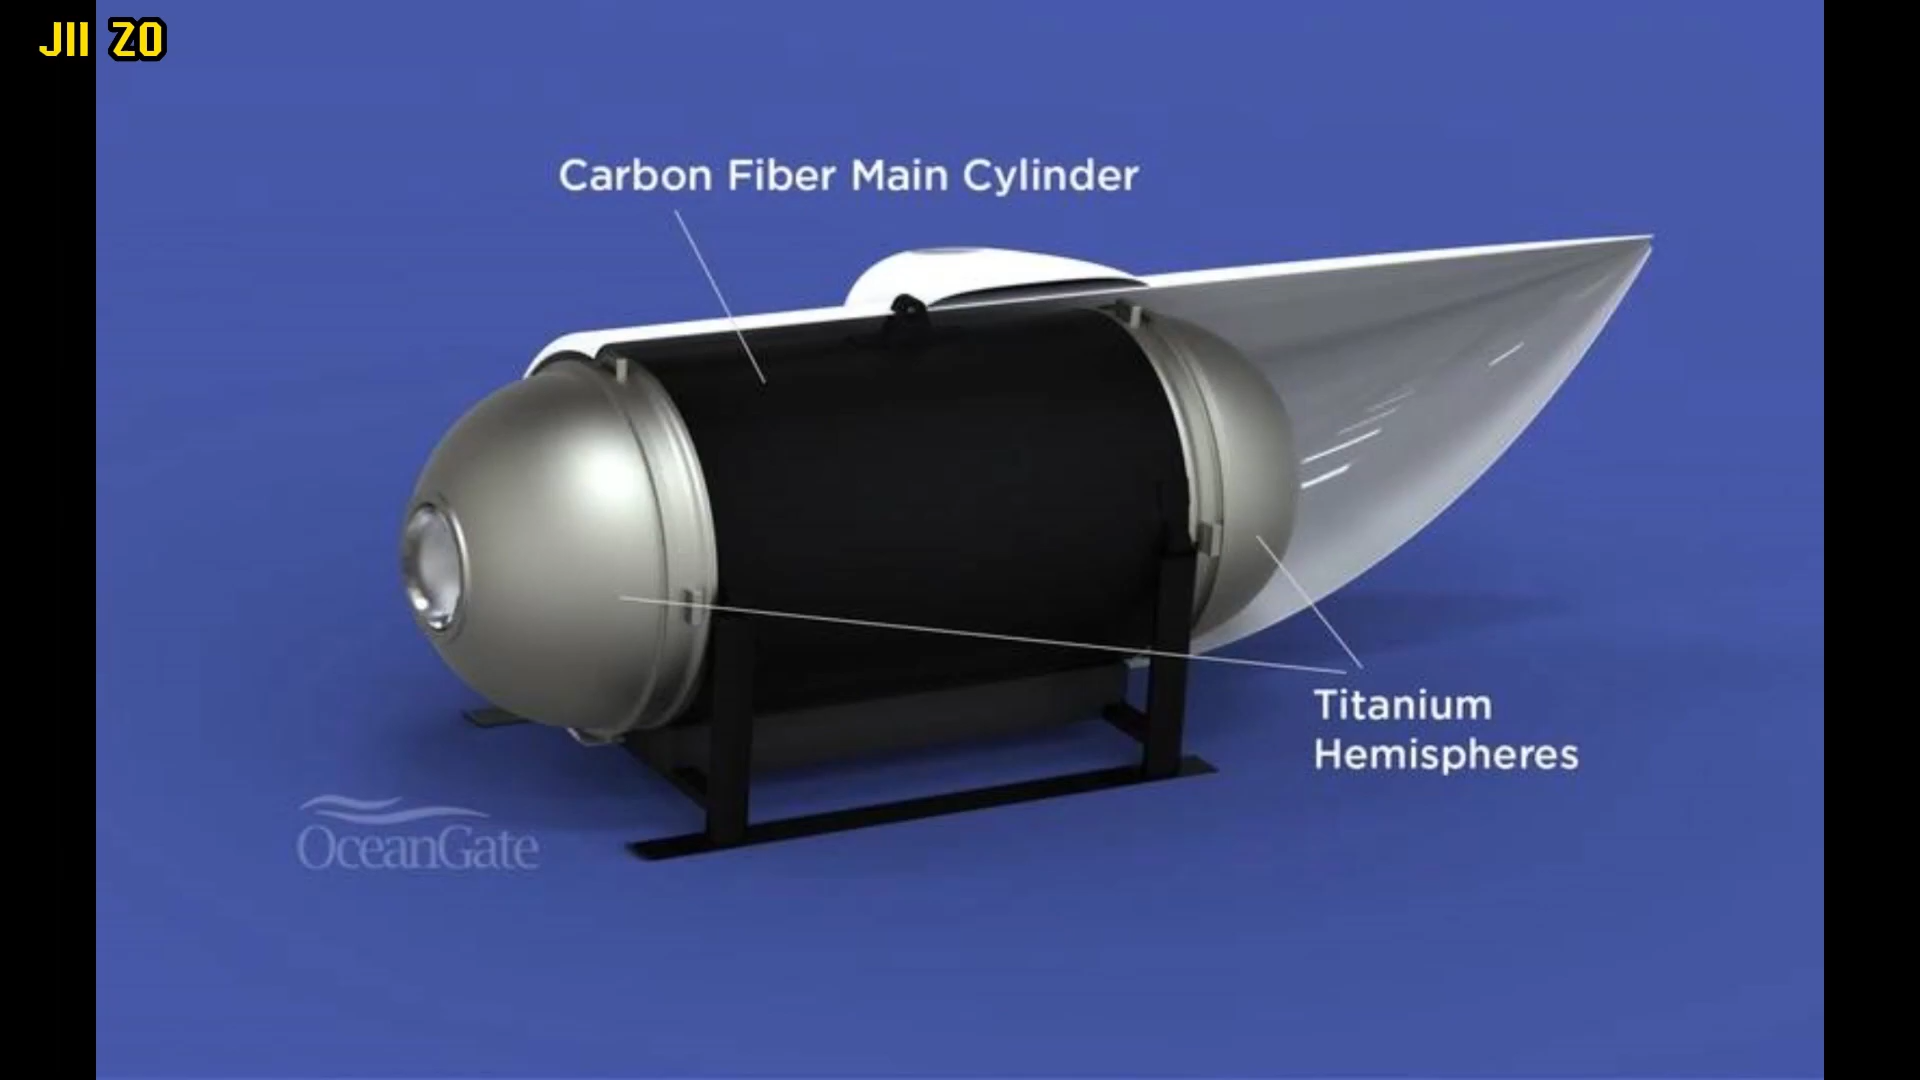 JII ZO
Carbon Fiber Main Cylinder
Titanium
Hemispheres
OceanGate